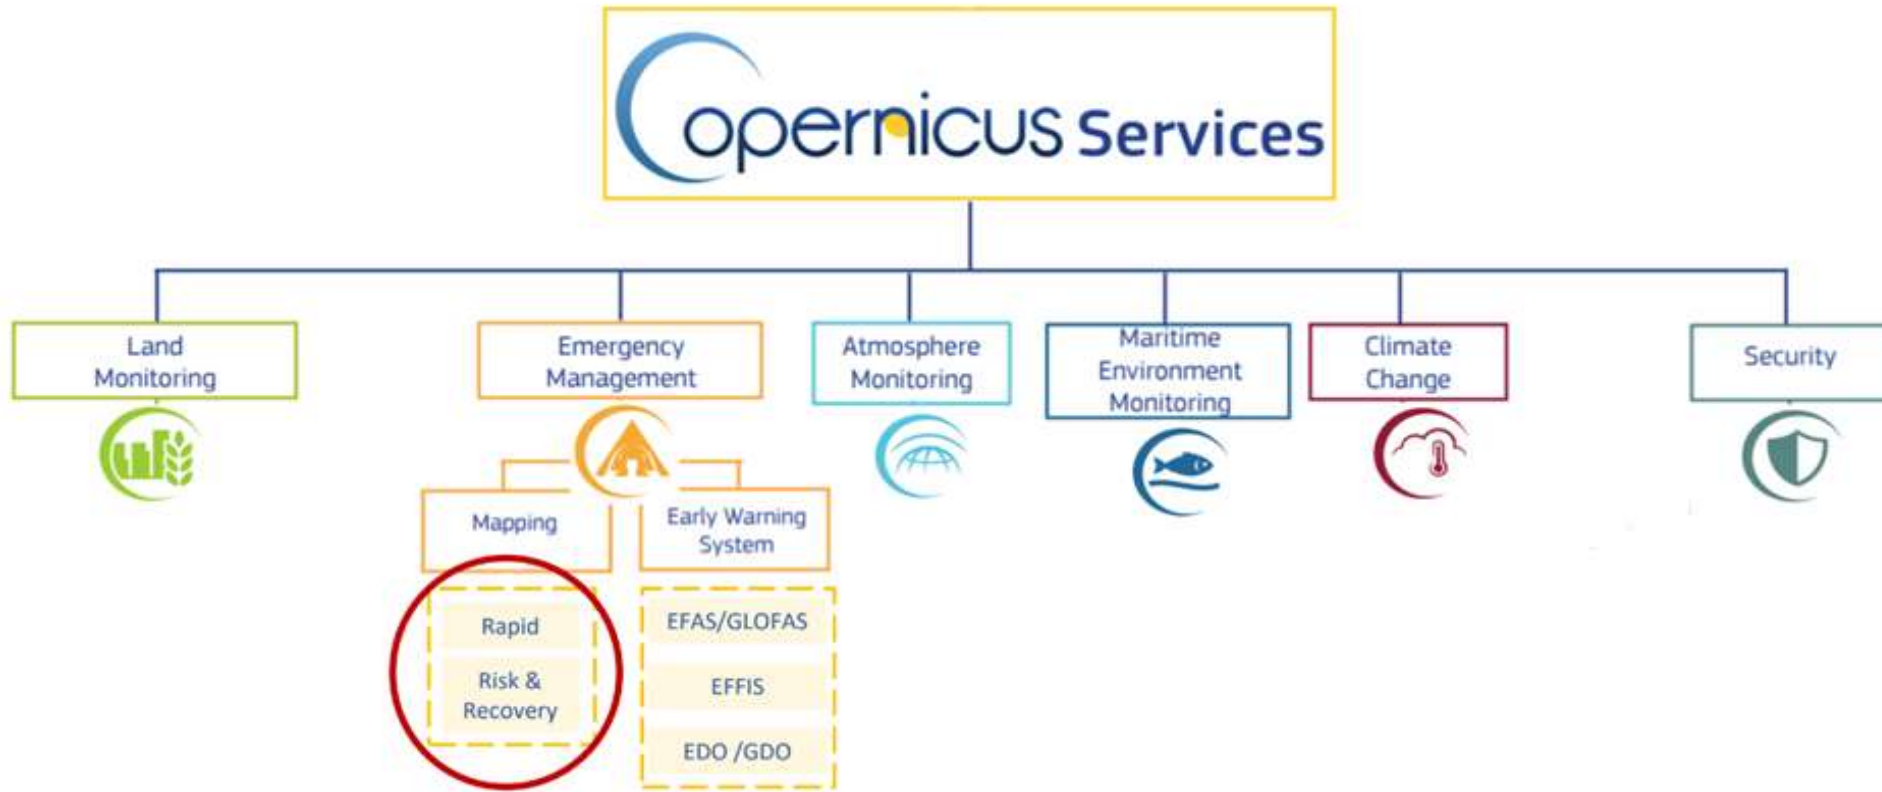 Copernicus Services
Land
Monitoring
Emergency
Management
Atmosphere
Monitoring
Maritime
Environment
Monitoring
Climate
Change
Security
Mapping
Early Warning
System
Rapid
Risk &
Recovery
EFAS/GLOFAS
EFFIS
EDO /GDO